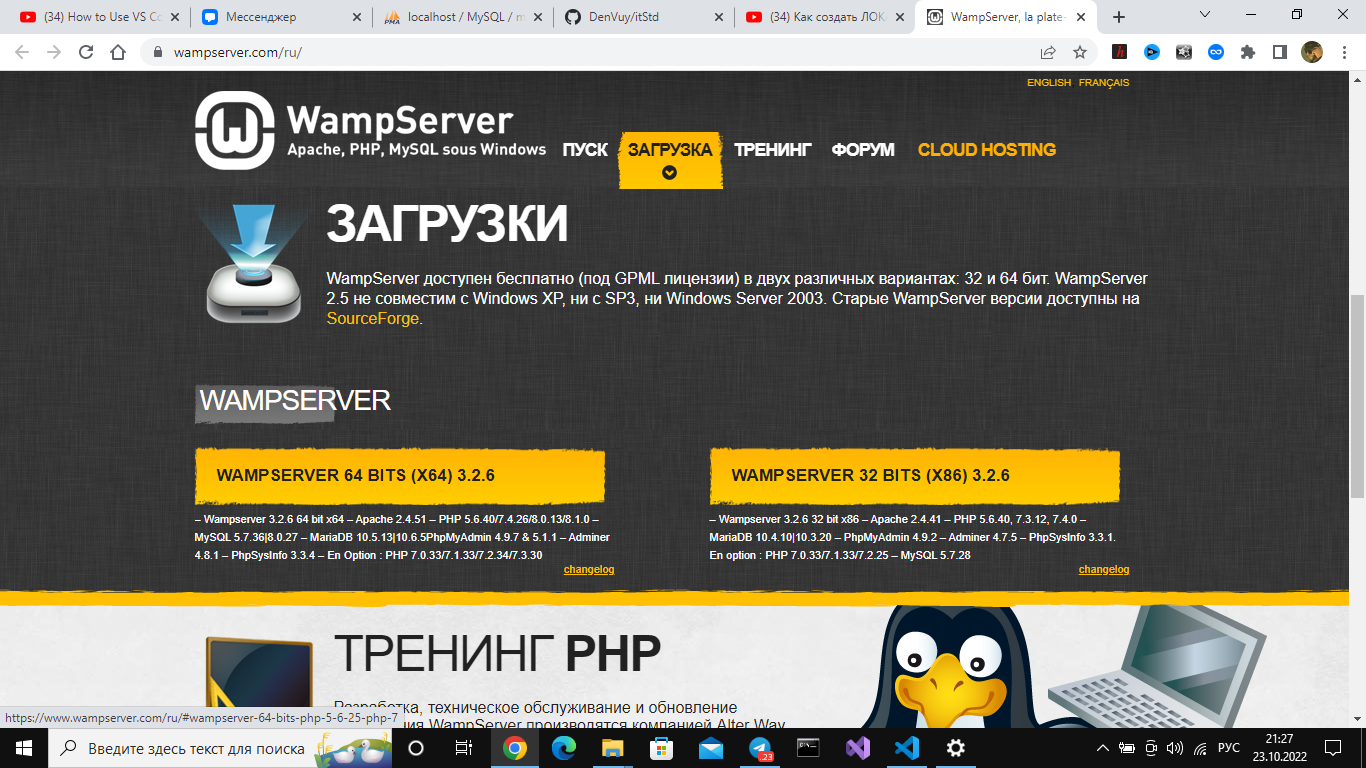 (34) How to Use VS Co
Мессенджер
localhost / MySQL / m
DenVuy/itStd
(34) Как создать ЛОК
WampServer, la plate-
wampserver.com/ru/
ENGLISH FRANÇAIS
WampServer
Apache, PHP, MySQL sous Windows
ПУСК ЗАГРУЗКА ТРЕНИНГ ФОРУМ CLOUD HOSTING
ЗАГРУЗКИ
WampServer доступен бесплатно (под GPML лицензии) в двух различных вариантах: 32 и 64 бит. WampServer
2.5 не совместим с Windows XP, ни с SP3, ни Windows Server 2003. Старые WampServer версии доступны на
SourceForge.
WAMPSERVER
WAMPSERVER 64 BITS (X64) 3.2.6
– Wampserver 3.2.6 64 bit x64 – Apache 2.4.51 – PHP 5.6.40/7.4.26/8.0.13/8.1.0 –
MySQL 5.7.36|8.0.27 – MariaDB 10.5.13|10.6.5PhpMyAdmin 4.9.7 & 5.1.1 – Adminer
4.8.1 – PhpSysInfo 3.3.4 – En Option : PHP 7.0.33/7.1.33/7.2.34/7.3.30
changelog
WAMPSERVER 32 BITS (X86) 3.2.6
– Wampserver 3.2.6 32 bit x86 – Apache 2.4.41 – PHP 5.6.40, 7.3.12, 7.4.0 –
MariaDB 10.4.10|10.3.20 – PhpMyAdmin 4.9.2 – Adminer 4.7.5 – PhpSysInfo 3.3.1.
En option : PHP 7.0.33/7.1.33/7.2.25 – MySQL 5.7.28
changelog
ТРЕНИНГ PHP
Разработка, техническое обслуживание и обновление
WampServer производятся компанией Alter Way
https://www.wampserver.com/ru/#wampserver-64-bits-php-5-6-25-php-7
Введите здесь текст для поиска
23
РУС
21:27
23.10.2022